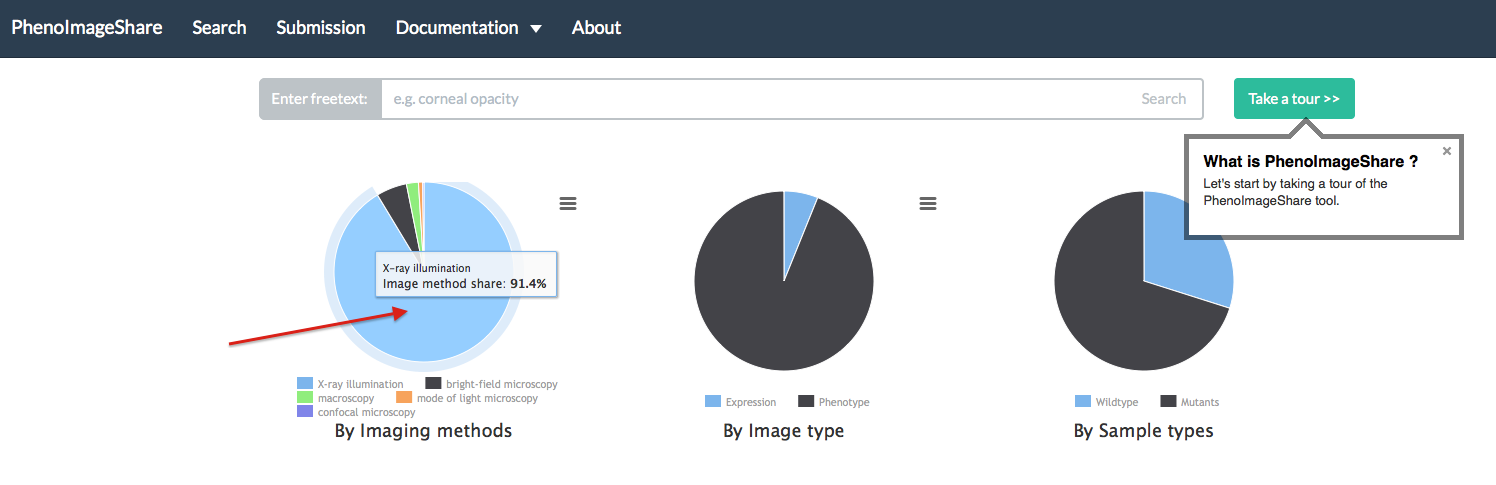 PhenoImageShare Search Submission Documentation About
Enter freetext: e.g. corneal opacity Search Take a tour >>
What is PhenoImageShare ?
Let's start by taking a tour of the
PhenoImageShare tool.
X-ray illumination
Image method share: 91.4%
X-ray illumination bright-field microscopy
macroscopy mode of light microscopy
confocal microscopy
By Imaging methods
Expression Phenotype
By Image type
Wildtype Mutants
By Sample types